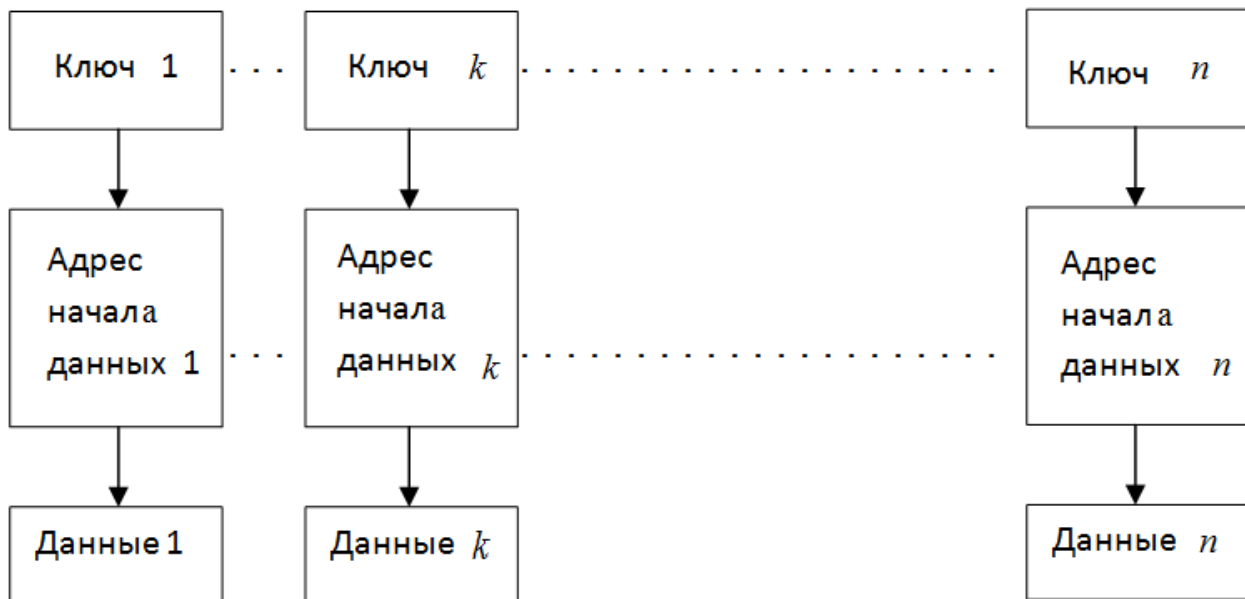 Ключ 1
Ключ k
Ключ n
Адрес
начала
данных 1
Адрес
начала
данных k
Адрес
начала
данных n
Данные 1
Данные k
Данные n